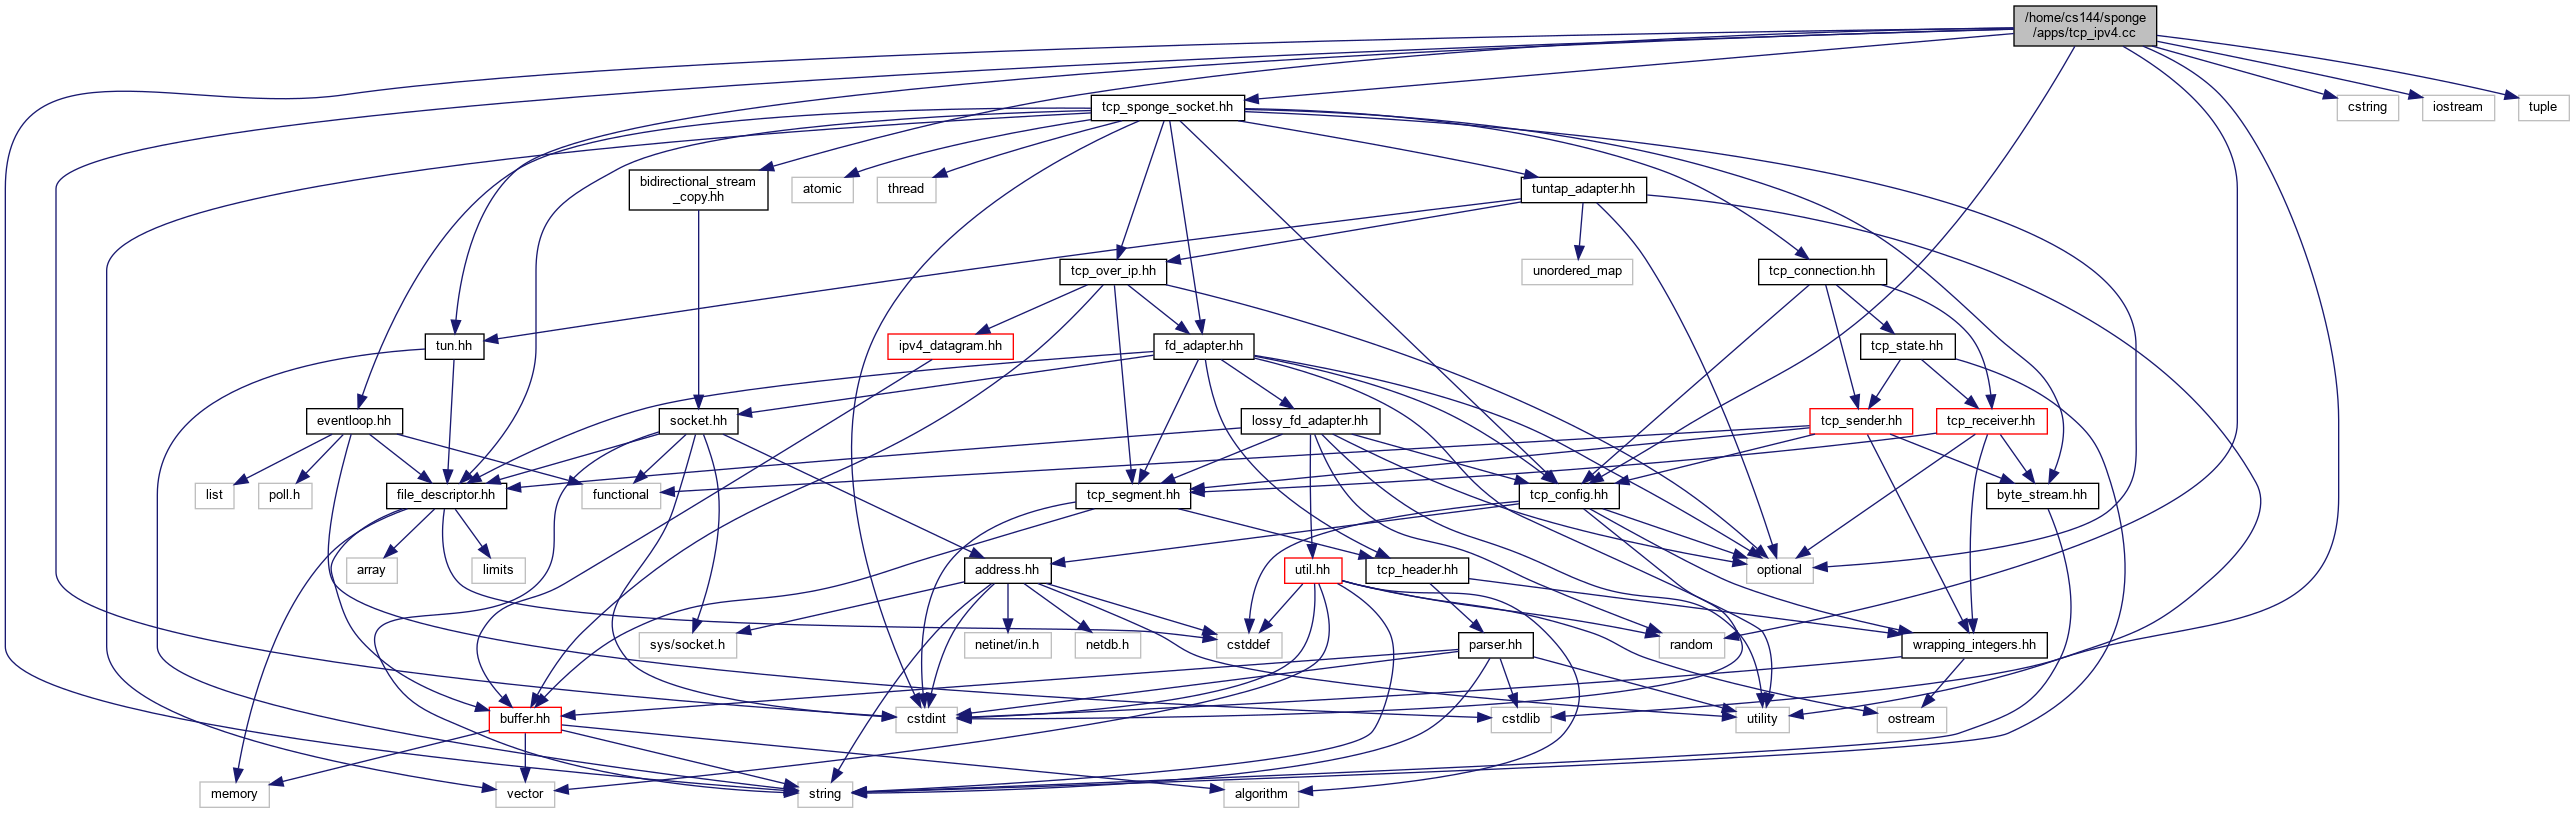 /home/cs144/sponge
/apps/tcp_ipv4.cc
tcp_sponge_socket.hh
cstring
iostream
tuple
bidirectional_stream
_copy.hh
atomic
thread
tuntap_adapter.hh
tcp_over_ip.hh
unordered_map
tcp_connection.hh
tun.hh
ipv4_datagram.hh
fd_adapter.hh
tcp_state.hh
eventloop.hh
socket.hh
lossy_fd_adapter.hh
tcp_sender.hh
tcp_receiver.hh
list
poll.h
file_descriptor.hh
functional
tcp_segment.hh
tcp_config.hh
byte_stream.hh
array
limits
address.hh
util.hh
tcp_header.hh
optional
sys/socket.h
netinet/in.h
netdb.h
cstddef
parser.hh
random
wrapping_integers.hh
buffer.hh
cstdint
cstdlib
utility
ostream
memory
vector
string
algorithm